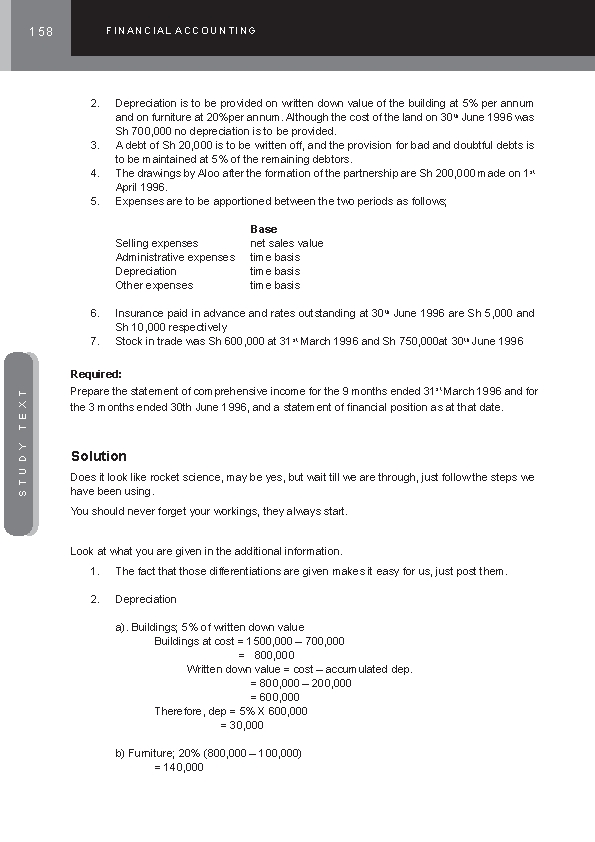 158
FINANCIAL ACCOUNTING
2. Depreciation is to be provided on written down value of the building at 5% per annum
and on furniture at 20%per annum. Although the cost of the land on 30th June 1996 was
Sh 700,000 no depreciation is to be provided.
3. A debt of Sh 20,000 is to be written off, and the provision for bad and doubtful debts is
to be maintained at 5% of the remaining debtors.
4. The drawings by Aloo after the formation of the partnership are Sh 200,000 made on 1st
April 1996.
5. Expenses are to be apportioned between the two periods as follows;
Base
Selling expenses net sales value
Administrative expenses time basis
Depreciation time basis
Other expenses time basis
6. Insurance paid in advance and rates outstanding at 30th June 1996 are Sh 5,000 and
Sh 10,000 respectively
7. Stock in trade was Sh 600,000 at 31st March 1996 and Sh 750,000at 30th June 1996
Required:
Prepare the statement of comprehensive income for the 9 months ended 31st March 1996 and for
the 3 months ended 30th June 1996, and a statement of financial position as at that date.
STUDY TEXT
Solution
Does it look like rocket science, may be yes, but wait till we are through, just follow the steps we
have been using.
You should never forget your workings, they always start.
Look at what you are given in the additional information.
1. The fact that those differentiations are given makes it easy for us, just post them.
2. Depreciation
a). Buildings; 5% of written down value
Buildings at cost = 1500,000 – 700,000
= 800,000
Written down value = cost – accumulated dep.
= 800,000 – 200,000
= 600,000
Therefore, dep = 5% X 600,000
= 30,000
b) Furniture; 20% (800,000 – 100,000)
= 140,000